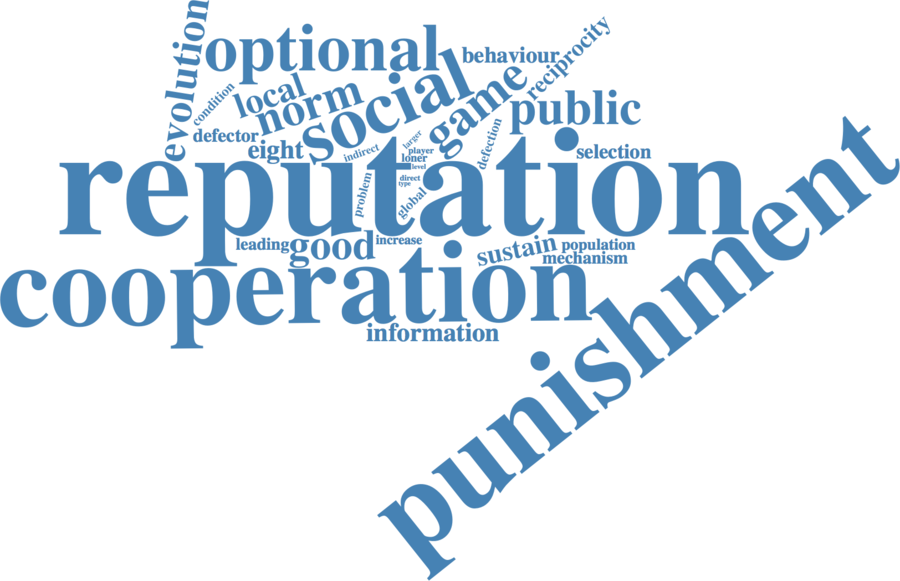 evolution
optional
behaviour
reciprocity
condition
local
norm
social
game
public
defector
eight
indirect
larger
player
loner
level
direct
type
defection
selection
reputation
problem
global
punishment
leading
good
increase
sustain
population
mechanism
cooperation
information